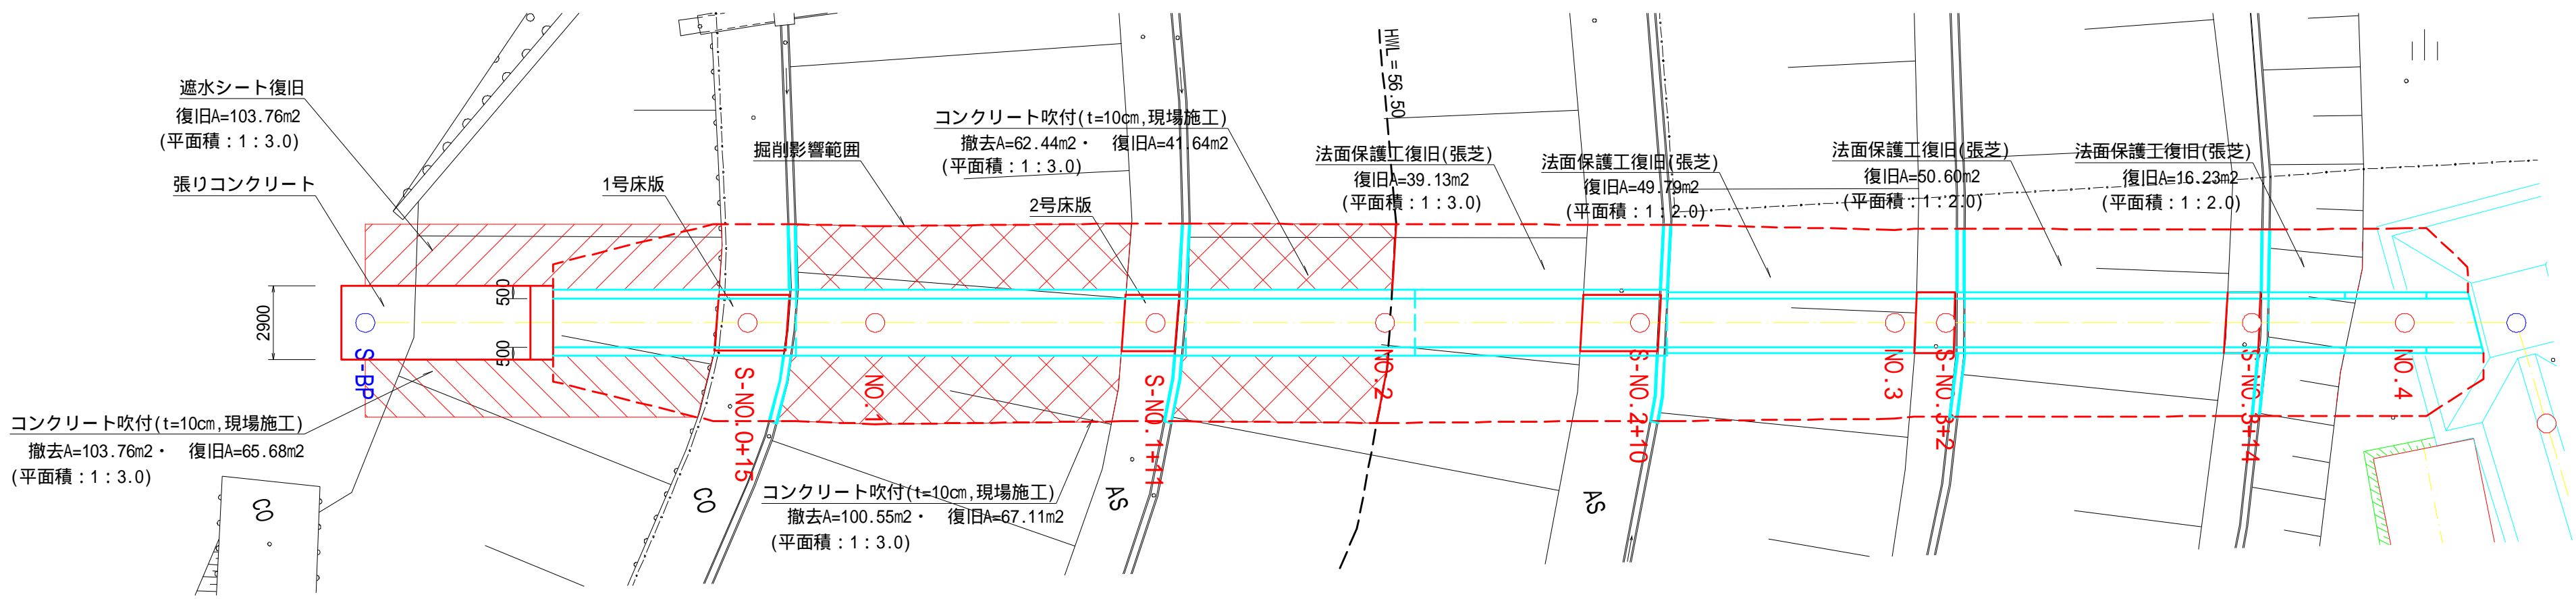 遮水シート復旧
復旧A=103.76m2
(平面積：1：3.0)
張りコンクリート
1号床版
掘削影響範囲
コンクリート吹付(t=10cm,現場施工)
撤去A=62.44m2・　復旧A=41.64m2
(平面積：1：3.0)
2号床版
HWL=56.50
法面保護工復旧(張芝)
復旧A=39.13m2
(平面積：1：3.0)
法面保護工復旧(張芝)
復旧A=49.79m2
(平面積：1：2.0)
法面保護工復旧(張芝)
復旧A=50.60m2
(平面積：1：2.0)
法面保護工復旧(張芝)
復旧A=16.23m2
(平面積：1：2.0)
2900
500
500
S-BP
S-NO.0+15
NO.1
S-NO.1+11
NO.2
S-NO.2+10
NO.3
S-NO.3+2
S-NO.3+14
NO.4
コンクリート吹付(t=10cm,現場施工)
撤去A=103.76m2・　復旧A=65.68m2
(平面積：1：3.0)
CO
CO
コンクリート吹付(t=10cm,現場施工)
撤去A=100.55m2・　復旧A=67.11m2
(平面積：1：3.0)
AS
AS